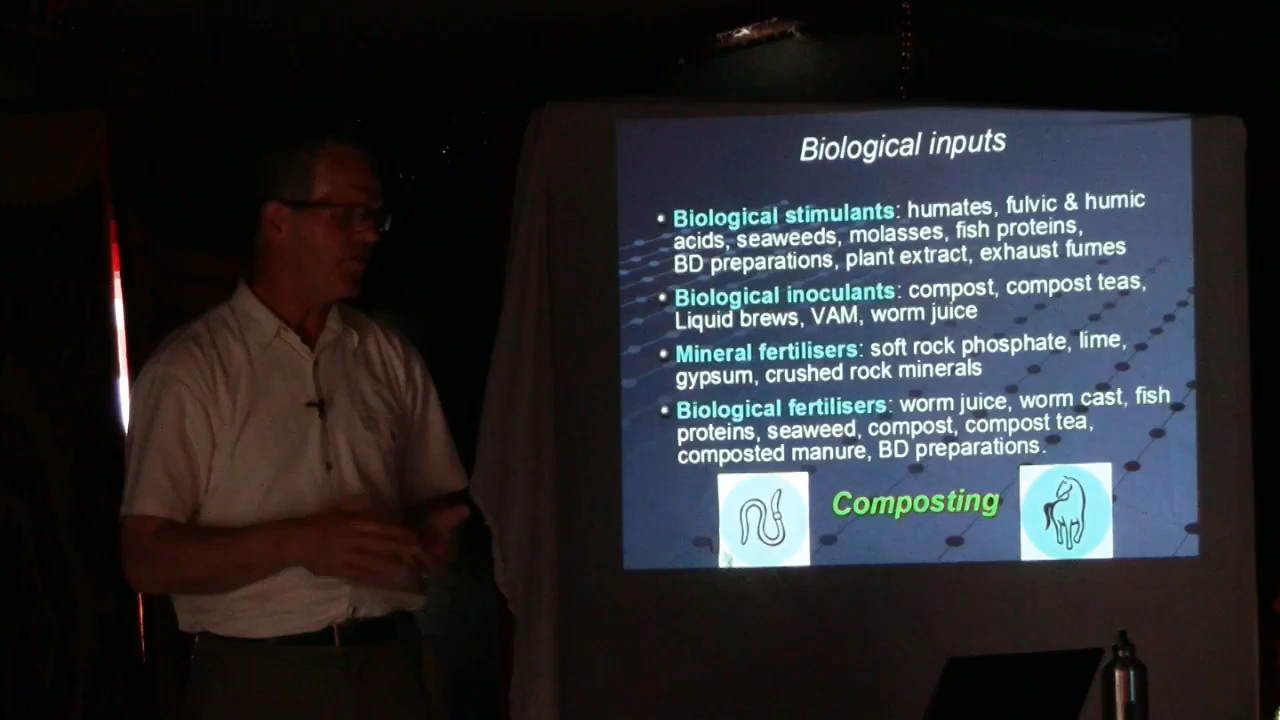 Biological inputs
• Biological stimulants: humates, fulvic & humic
acids, seaweeds, molasses, fish proteins,
BD preparations, plant extract, exhaust fumes
• Biological inoculants: compost, compost teas,
Liquid brews, VAM, worm juice
• Mineral fertilisers: soft rock phosphate, lime,
gypsum, crushed rock minerals
• Biological fertilisers: worm juice, worm cast, fish
proteins, seaweed, compost, compost tea,
composted manure, BD preparations.
Composting